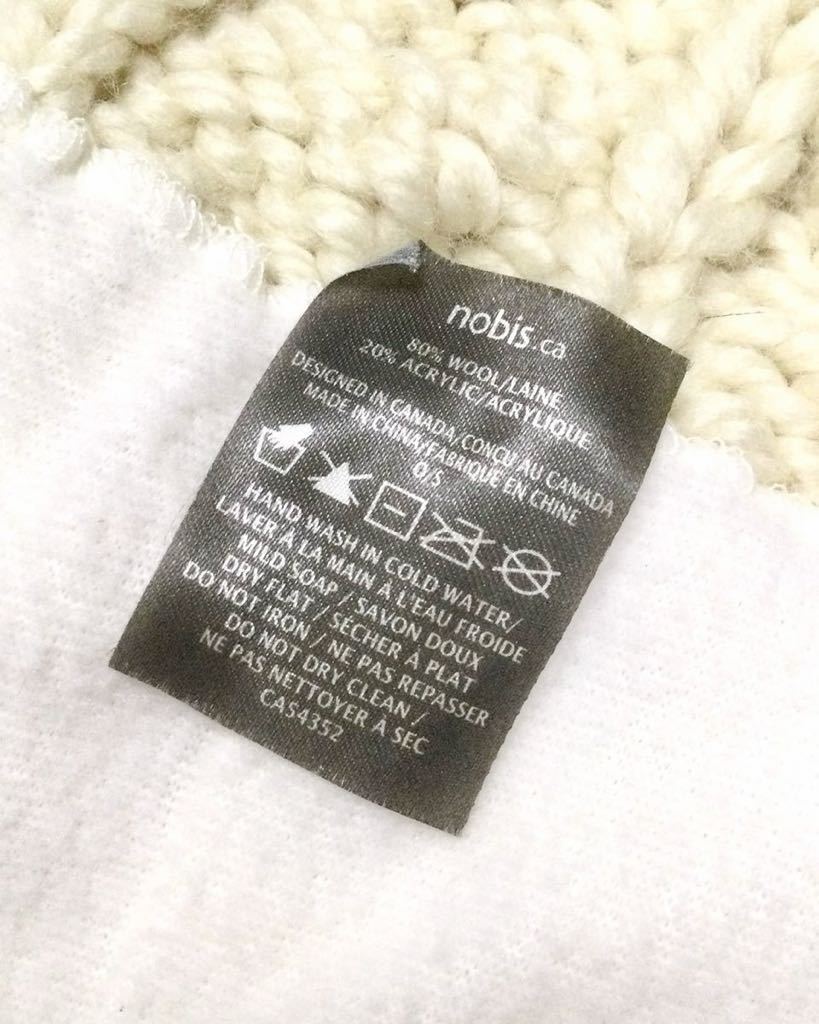 nobis.ca
80% WOOL/LAINE
20% ACRYLIC/ACRYLIQUE
DESIGNED IN CANADA/CONÇU AU CANADA
MADE IN CHINA/FABRIQUÉ EN CHINE
O/S
HAND WASH IN COLD WATER/
LAVER À LA MAIN À L'EAU FROIDE
MILD SOAP / SAVON DOUX
DRY FLAT / SÉCHER À PLAT
DO NOT IRON / NE PAS REPASSER
DO NOT DRY CLEAN /
NE PAS NETTOYER À SEC
CA54352